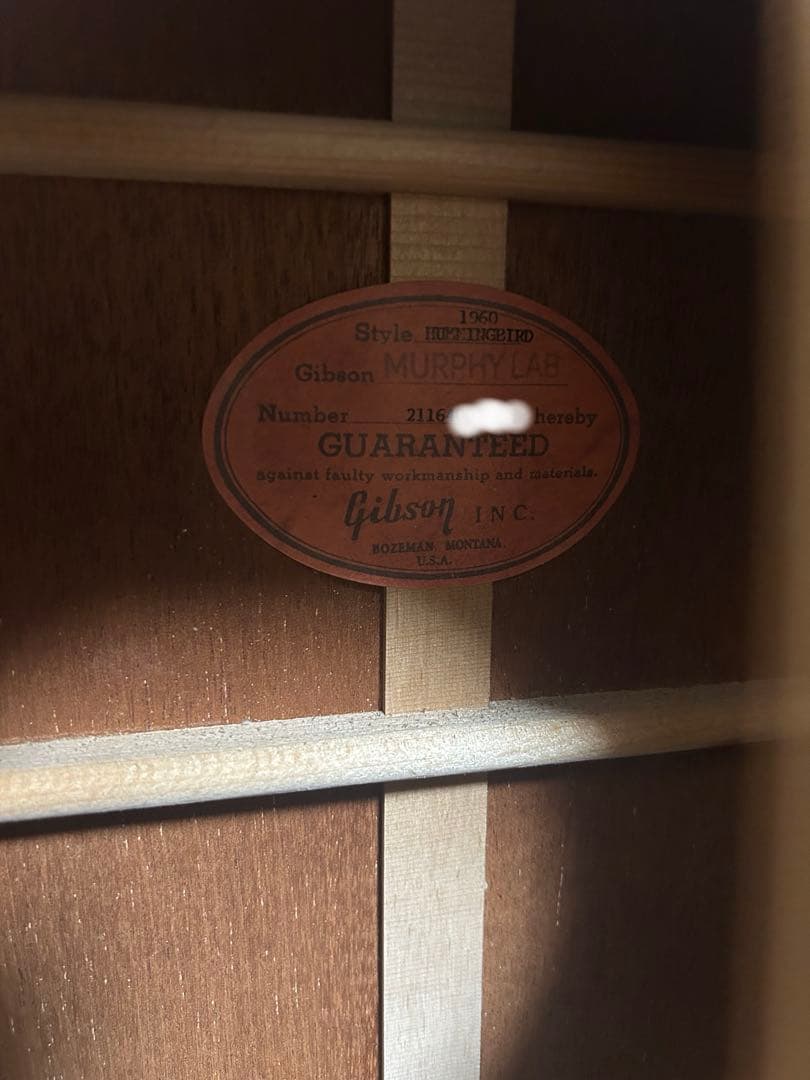 1960
Style HUMMINGBIRD
Gibson MURPHY LAB
Number 2116 hereby
GUARANTEED
against faulty workmanship and materials.
Gibson INC.
BOZEMAN, MONTANA
U.S.A.